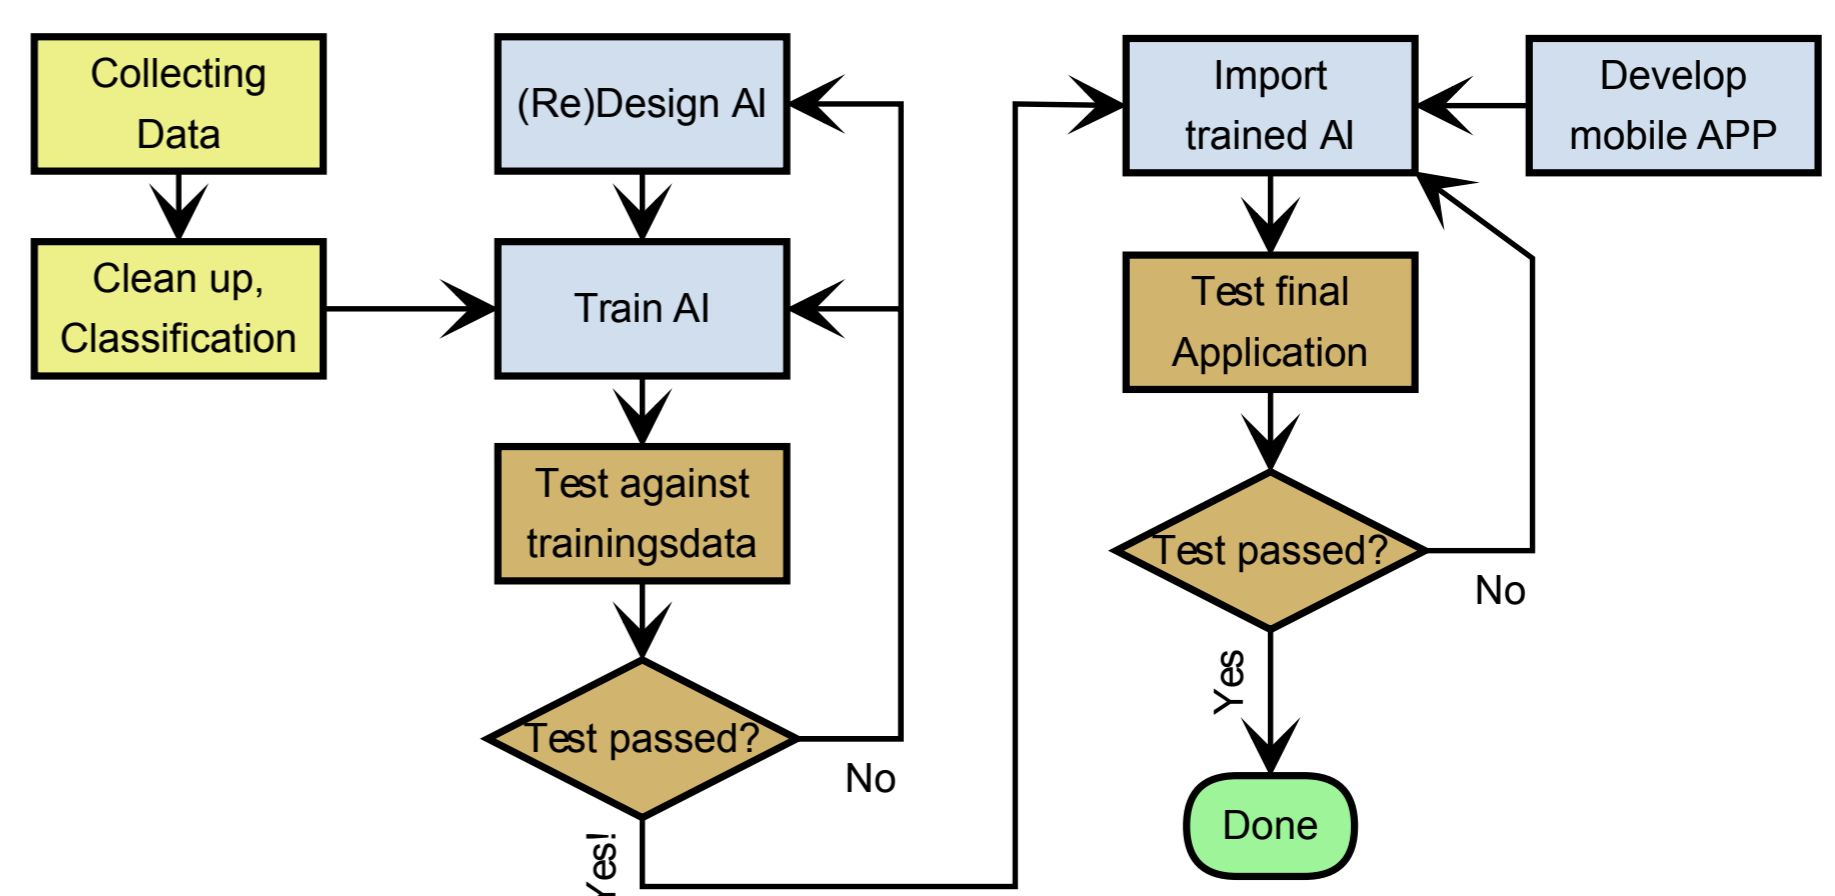 Collecting
Data
Clean up,
Classification
(Re)Design AI
Train AI
Test against
trainingsdata
Test passed?
No
Yes!
Import
trained AI
Develop
mobile APP
Test final
Application
Test passed?
No
Yes
Done